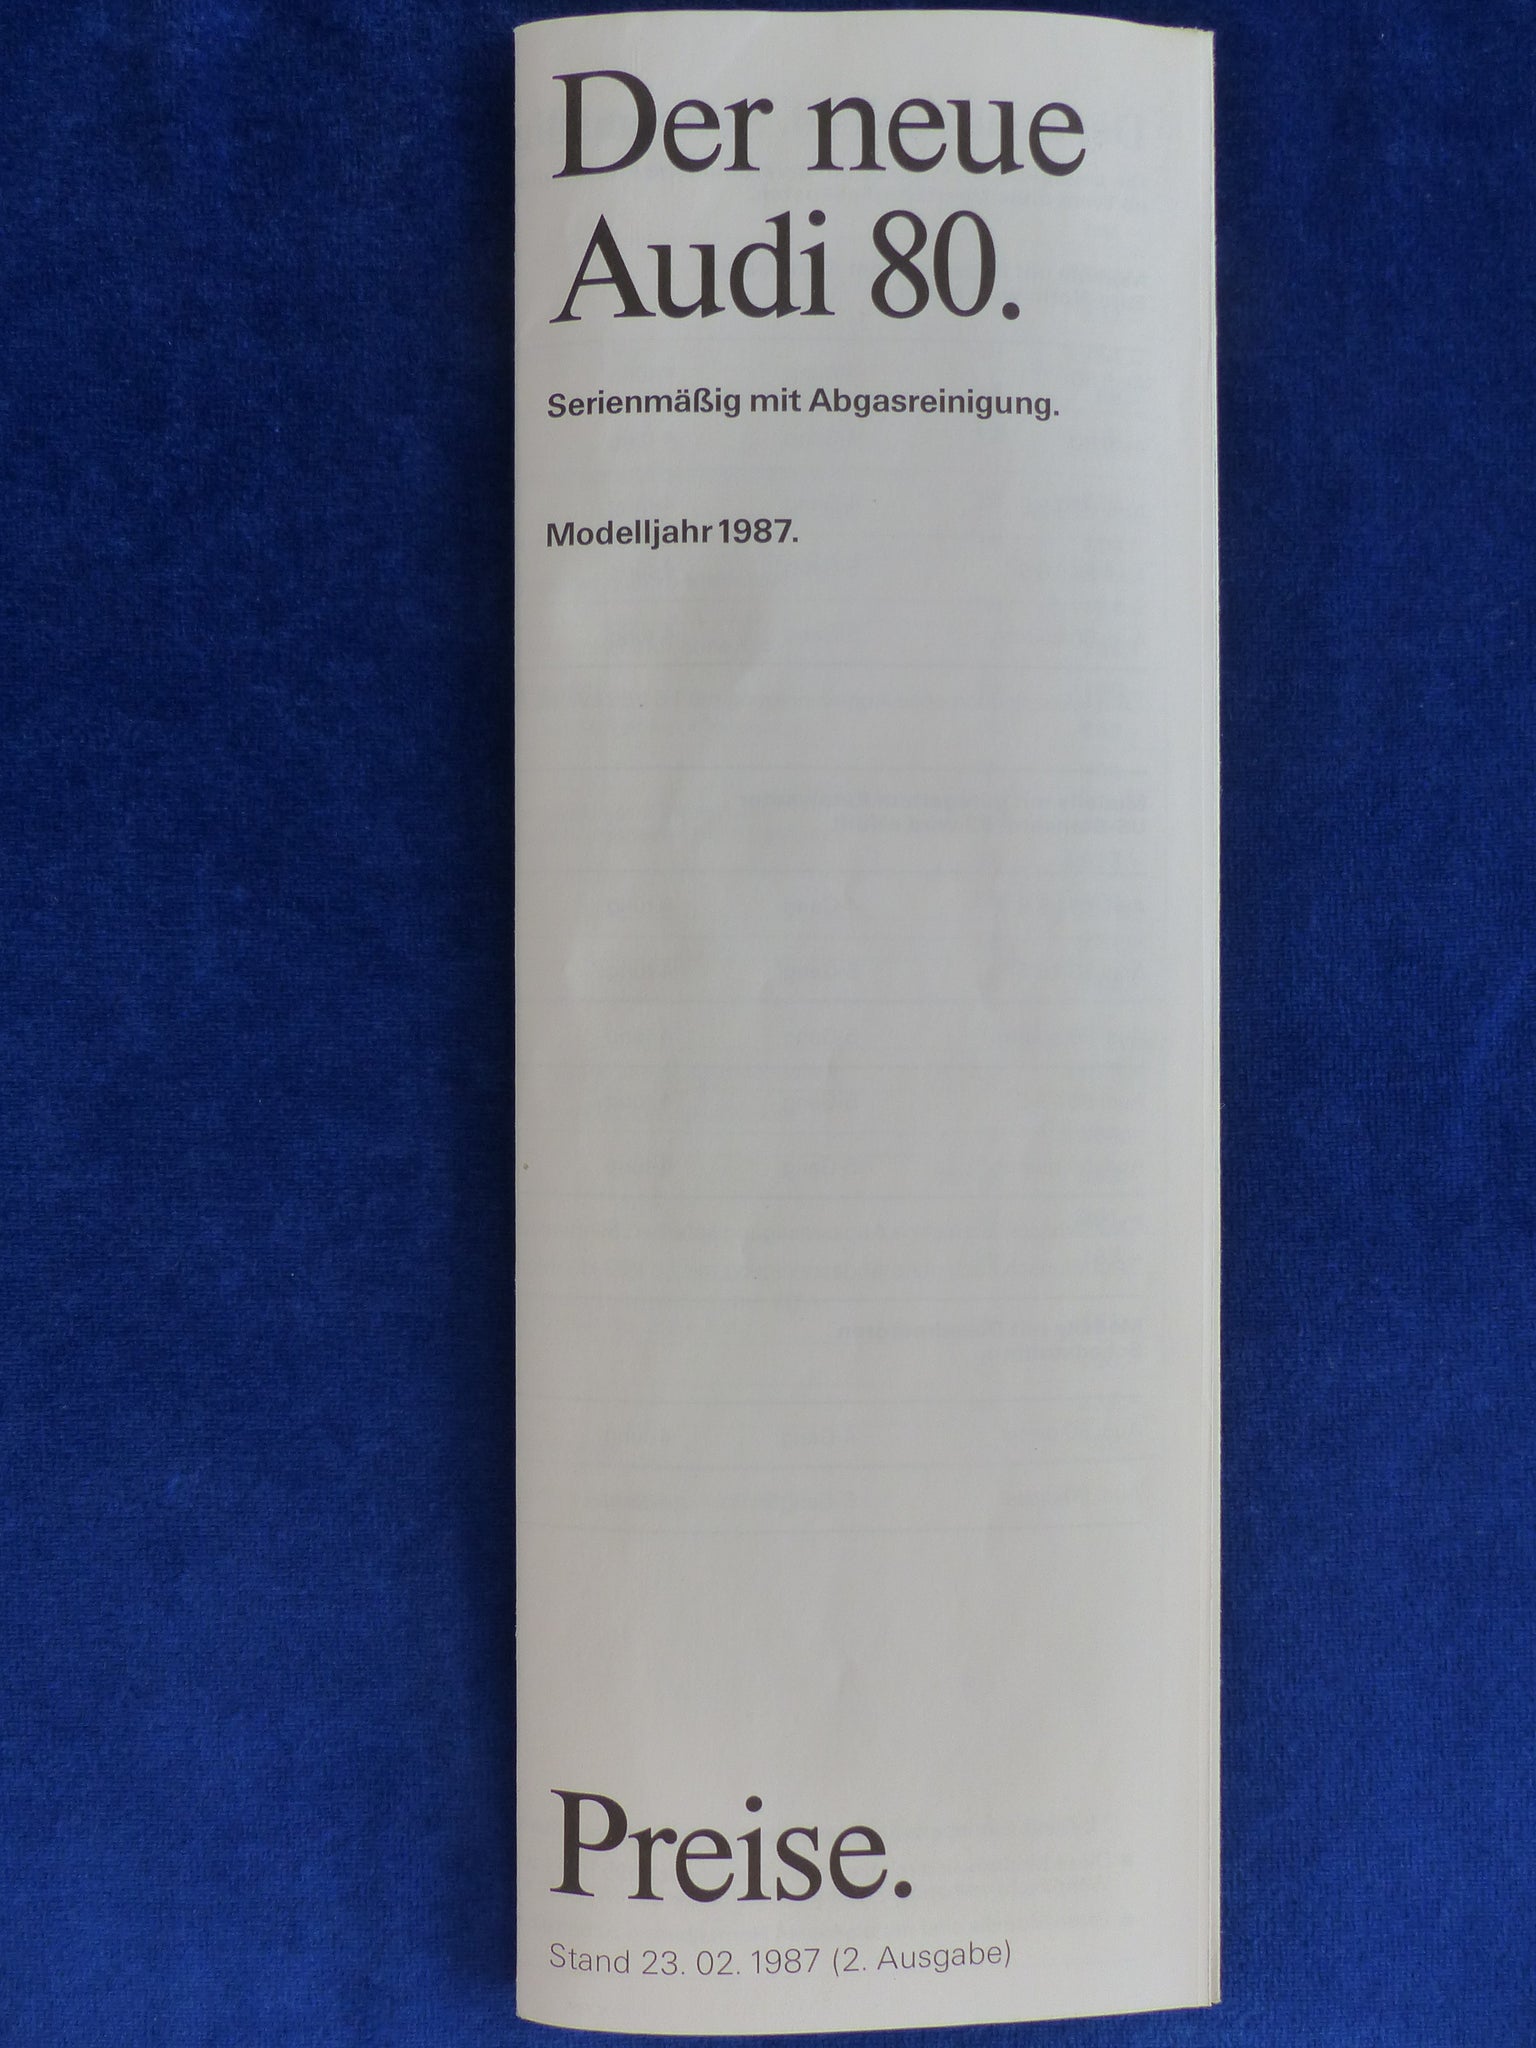 Der neue
Audi 80.
Serienmäßig mit Abgasreinigung.
Modelljahr 1987.
Preise.
Stand 23. 02. 1987 (2. Ausgabe)